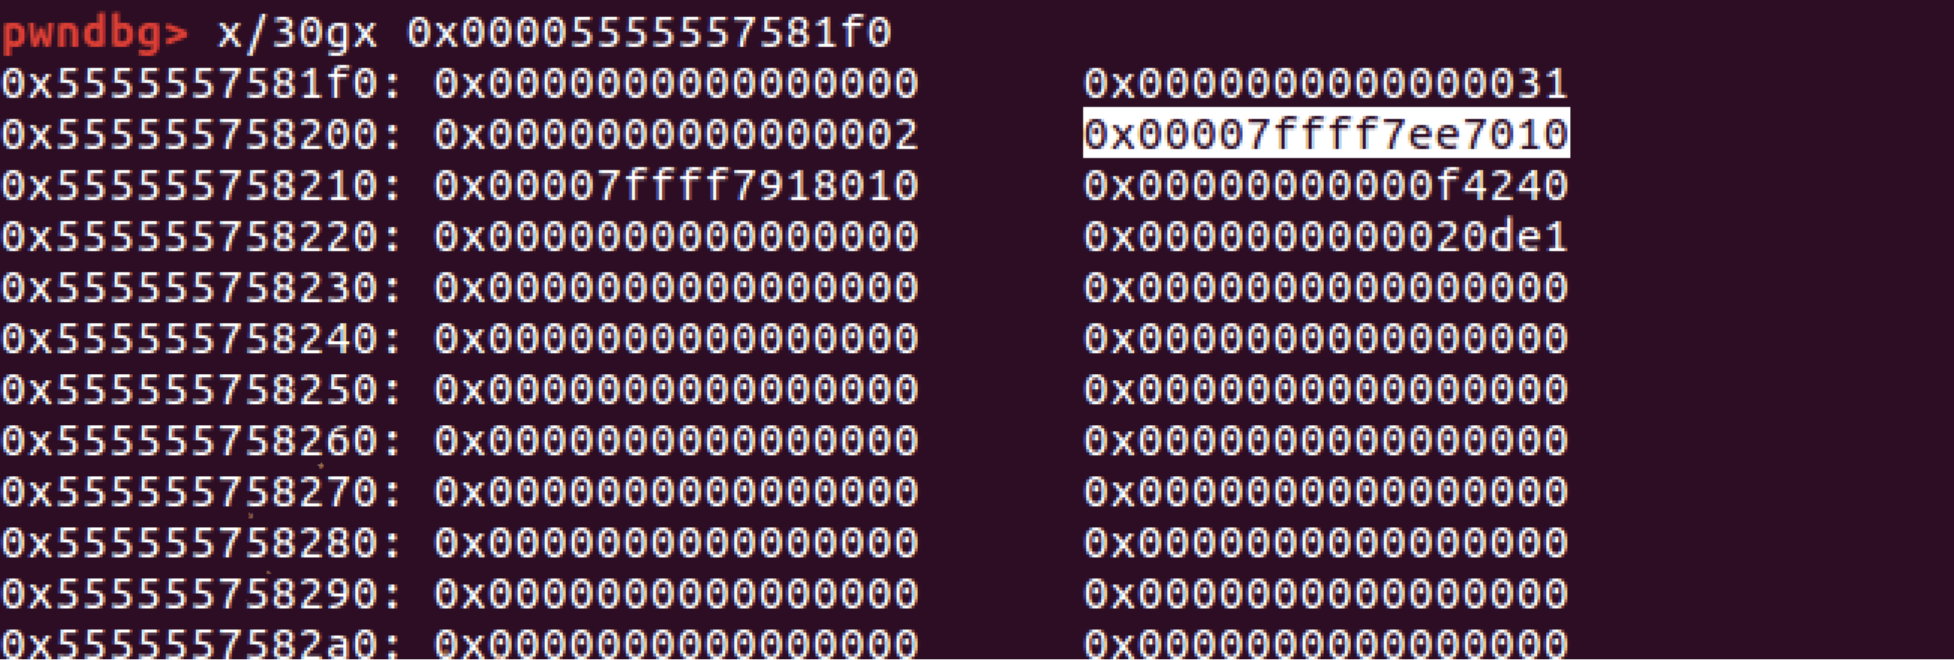 pwndbg> x/30gx 0x00005555557581f0
0x5555557581f0: 0x0000000000000000 0x0000000000000031
0x555555758200: 0x0000000000000002 0x00007ffff7ee7010
0x555555758210: 0x00007ffff7918010 0x00000000000f4240
0x555555758220: 0x0000000000000000 0x0000000000020de1
0x555555758230: 0x0000000000000000 0x0000000000000000
0x555555758240: 0x0000000000000000 0x0000000000000000
0x555555758250: 0x0000000000000000 0x0000000000000000
0x555555758260: 0x0000000000000000 0x0000000000000000
0x555555758270: 0x0000000000000000 0x0000000000000000
0x555555758280: 0x0000000000000000 0x0000000000000000
0x555555758290: 0x0000000000000000 0x0000000000000000
0x5555557582a0: 0x0000000000000000 0x0000000000000000